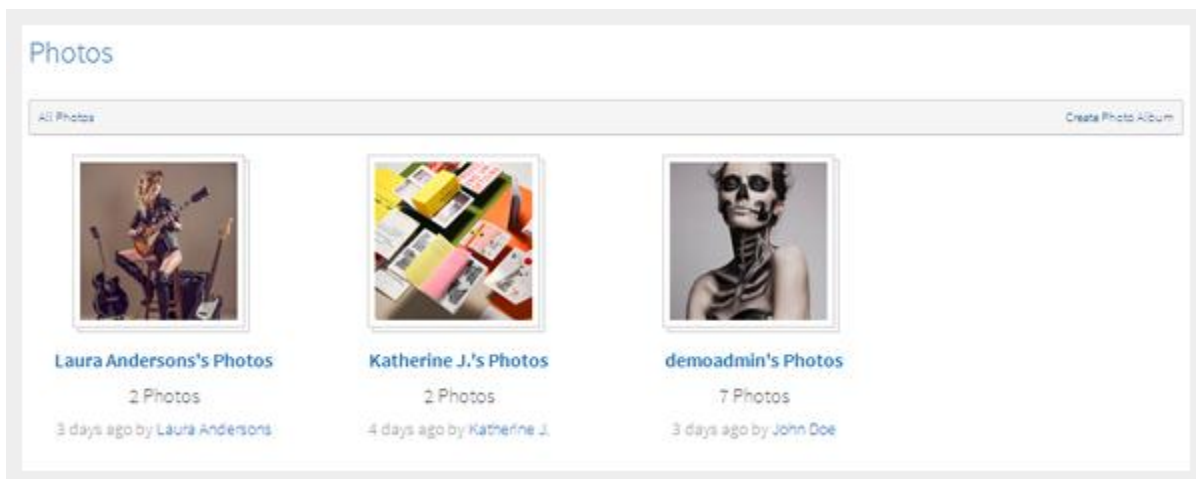 Photos
All Photos
Create Photo Album
Laura Andersons's Photos
2 Photos
3 days ago by Laura Andersons
Katherine J.'s Photos
2 Photos
4 days ago by Katherine J.
demoadmin's Photos
7 Photos
3 days ago by John Doe